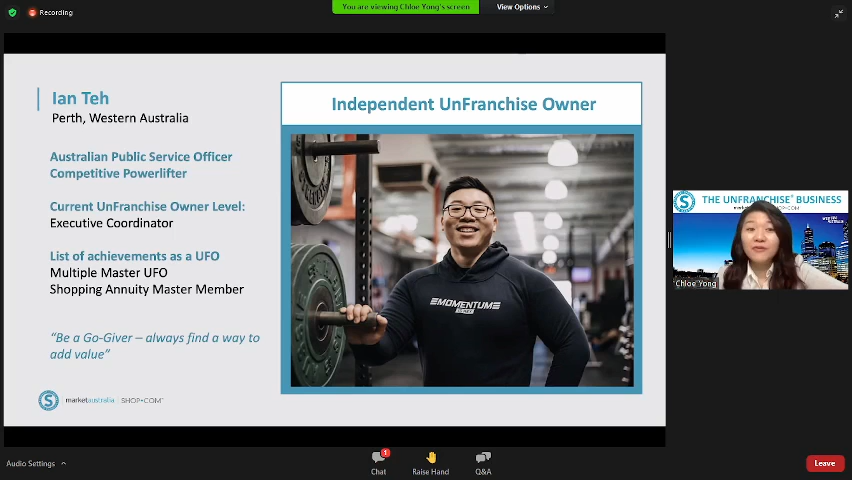 Recording
You are viewing Chloe Yong's screen
View Options
Ian Teh
Perth, Western Australia
Australian Public Service Officer
Competitive Powerlifter
Current UnFranchise Owner Level:
Executive Coordinator
List of achievements as a UFO
Multiple Master UFO
Shopping Annuity Master Member
“Be a Go-Giver – always find a way to
add value”
marketaustralia | SHOP•COM
Independent UnFranchise Owner
MOMENTUM
THE UNFRANCHISE® BUSINESS
Chloe Yong
Audio Settings
1
Chat
Raise Hand
Q&A
Leave